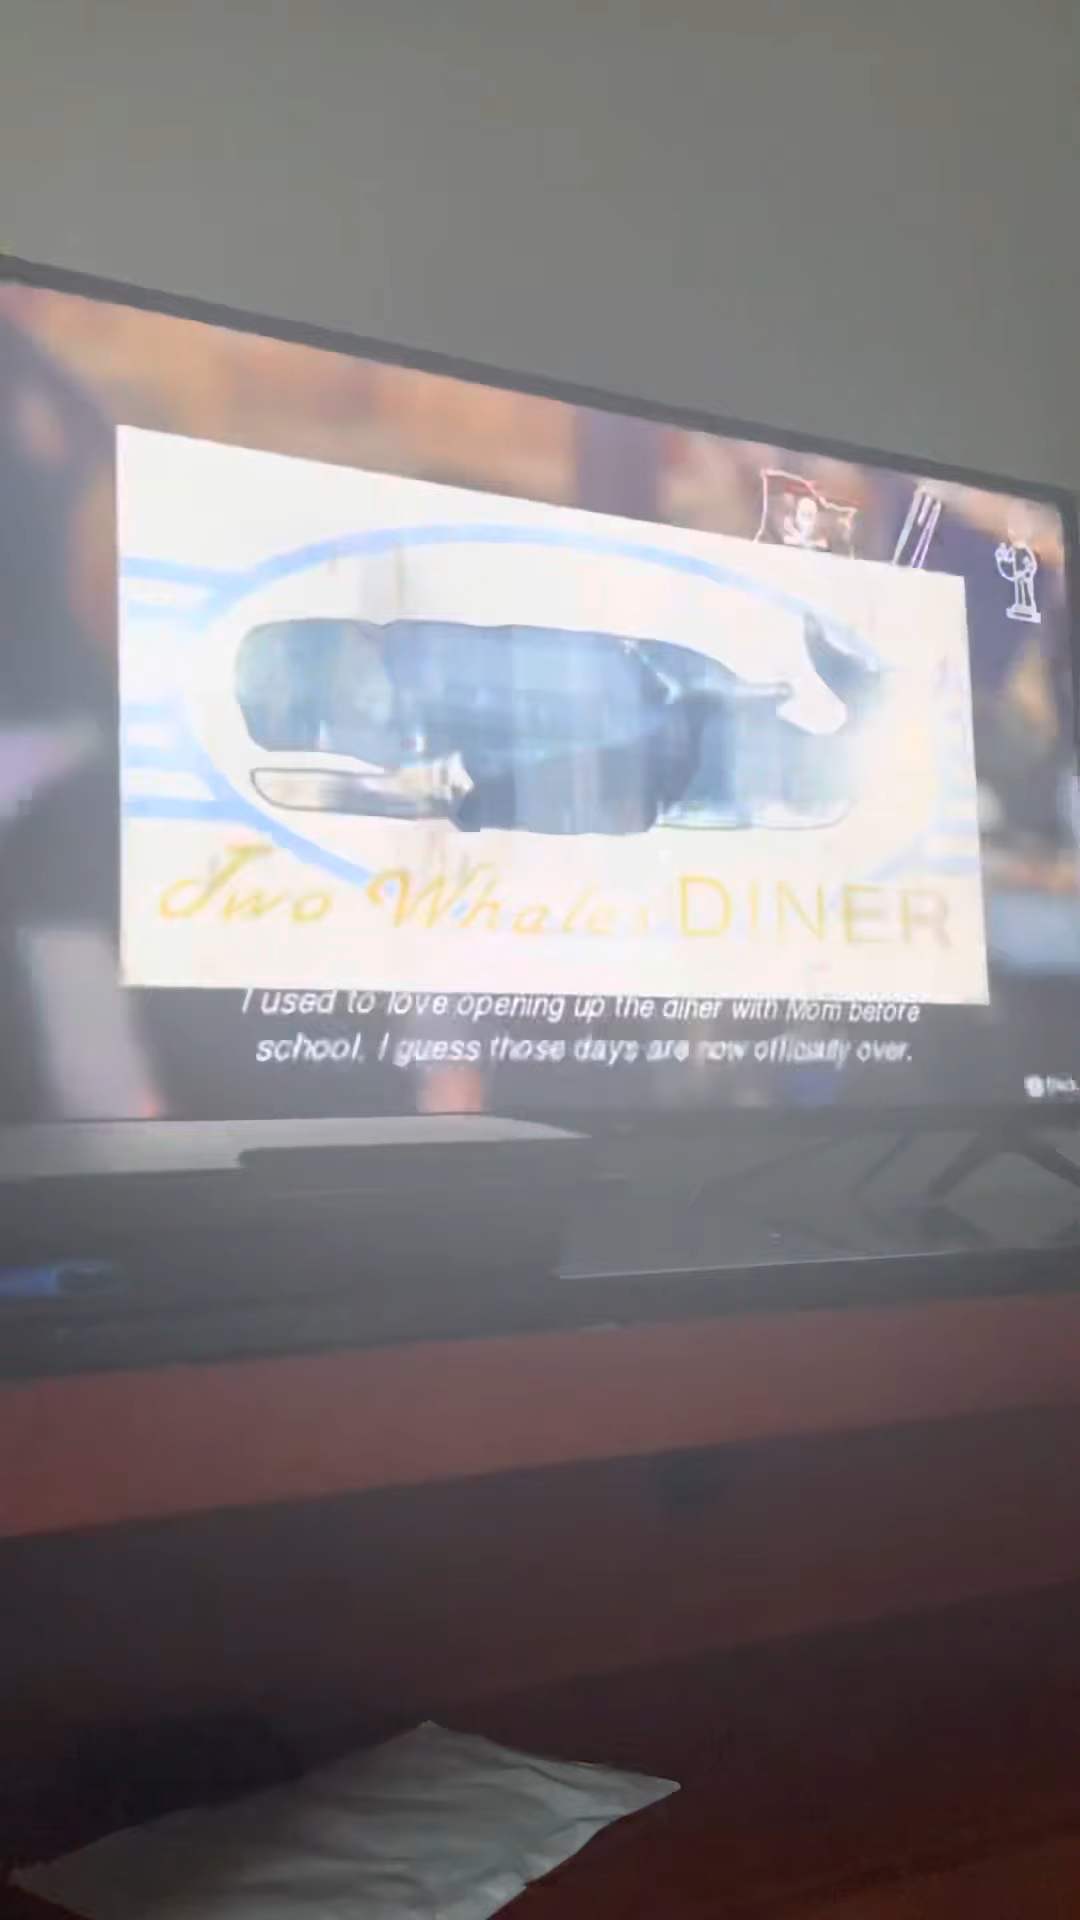 Two Whales DINER
I used to love opening up the diner with Mom before
school. I guess those days are now officially over.